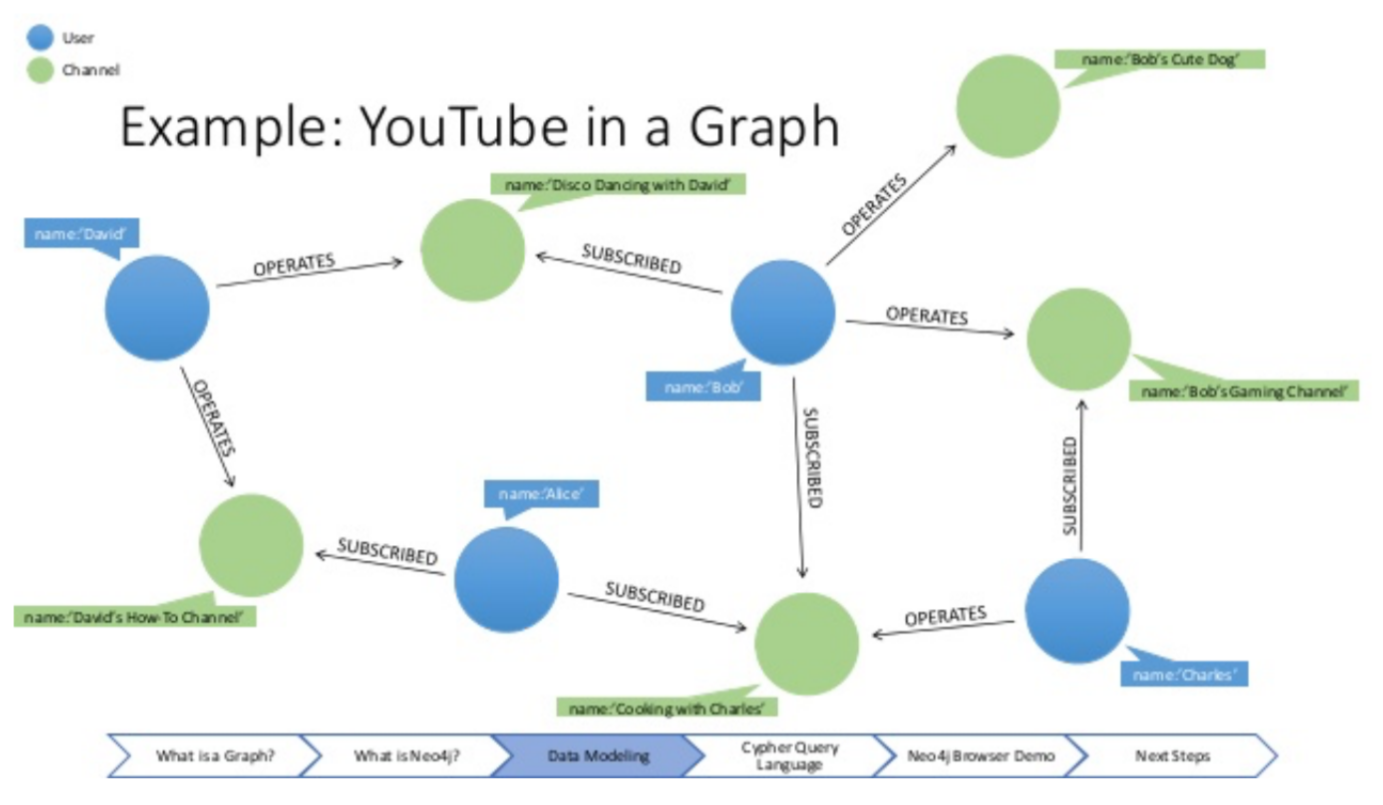 User
Channel
Example: YouTube in a Graph
name:'Bob's Cute Dog'
name:'Disco Dancing with David'
OPERATES
name:'David'
OPERATES
SUBSCRIBED
OPERATES
name:'Bob'
name:'Bob's Gaming Channel'
OPERATES
SUBSCRIBED
SUBSCRIBED
name:'Alice'
SUBSCRIBED
SUBSCRIBED
OPERATES
name:'David's How-To Channel'
name:'Charles'
name:'Cooking with Charles'
What is a Graph?
What is Neo4j?
Data Modeling
Cypher Query
Language
Neo4j Browser Demo
Next Steps